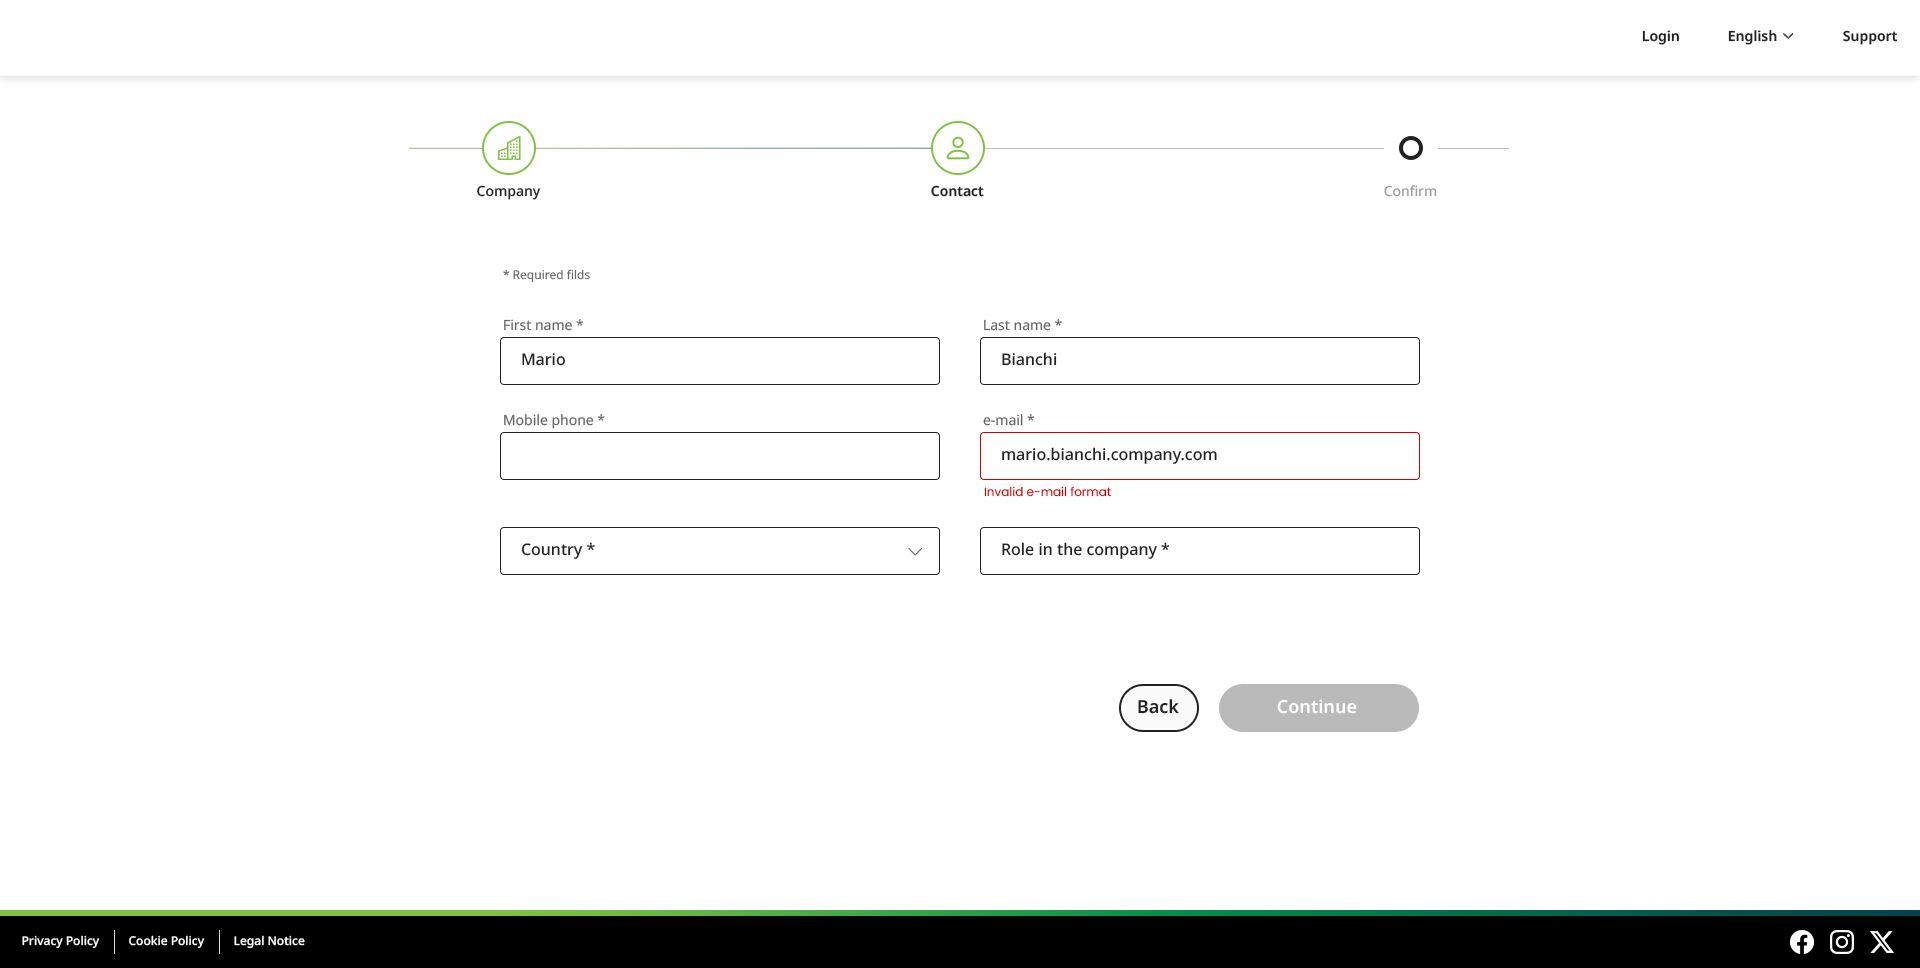 Login English Support
Company Contact Confirm
* Required filds
First name * Last name *
Mario Bianchi
Mobile phone * e-mail *
mario.bianchi.company.com
Invalid e-mail format
Country * Role in the company *
Back Continue
Privacy Policy Cookie Policy Legal Notice